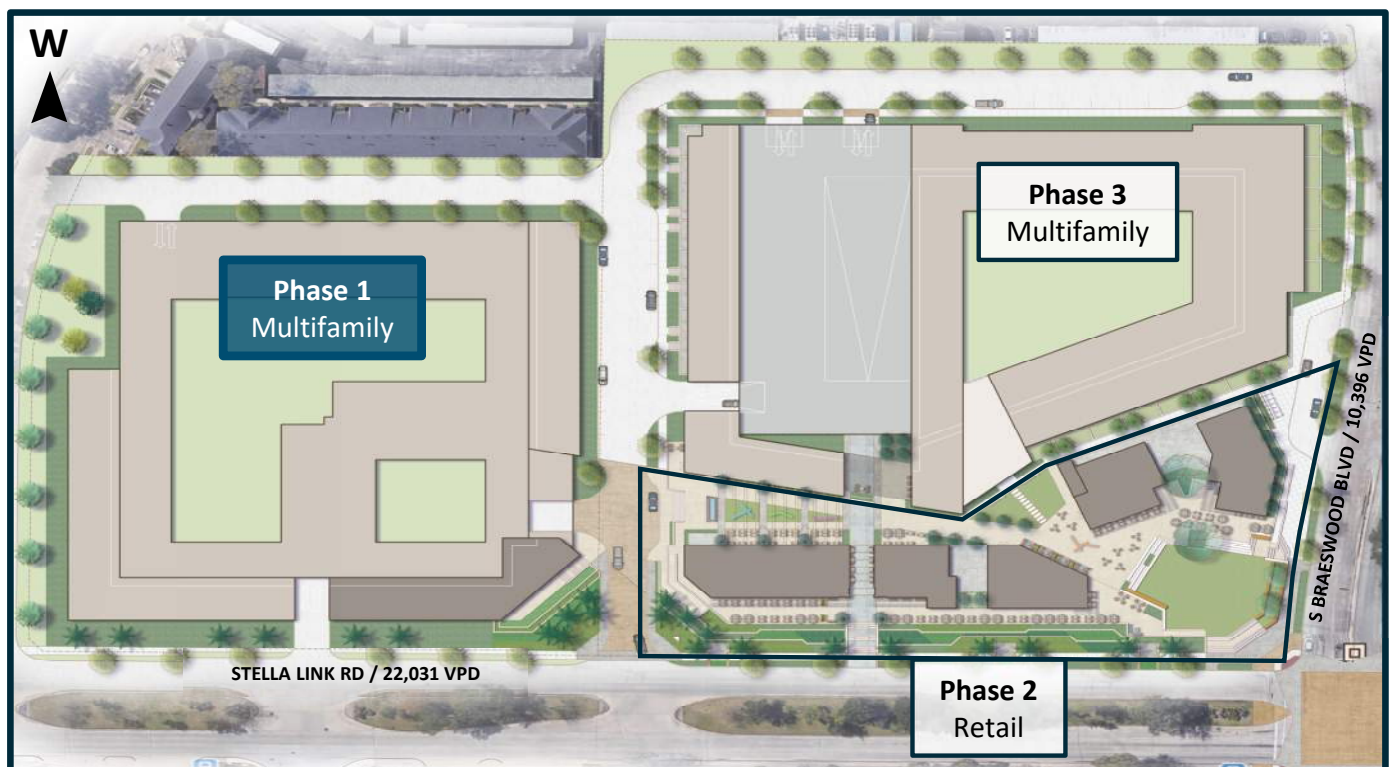 W
Phase 1
Multifamily
Phase 3
Multifamily
S BRAESWOOD BLVD / 10,396 VPD
STELLA LINK RD / 22,031 VPD
Phase 2
Retail